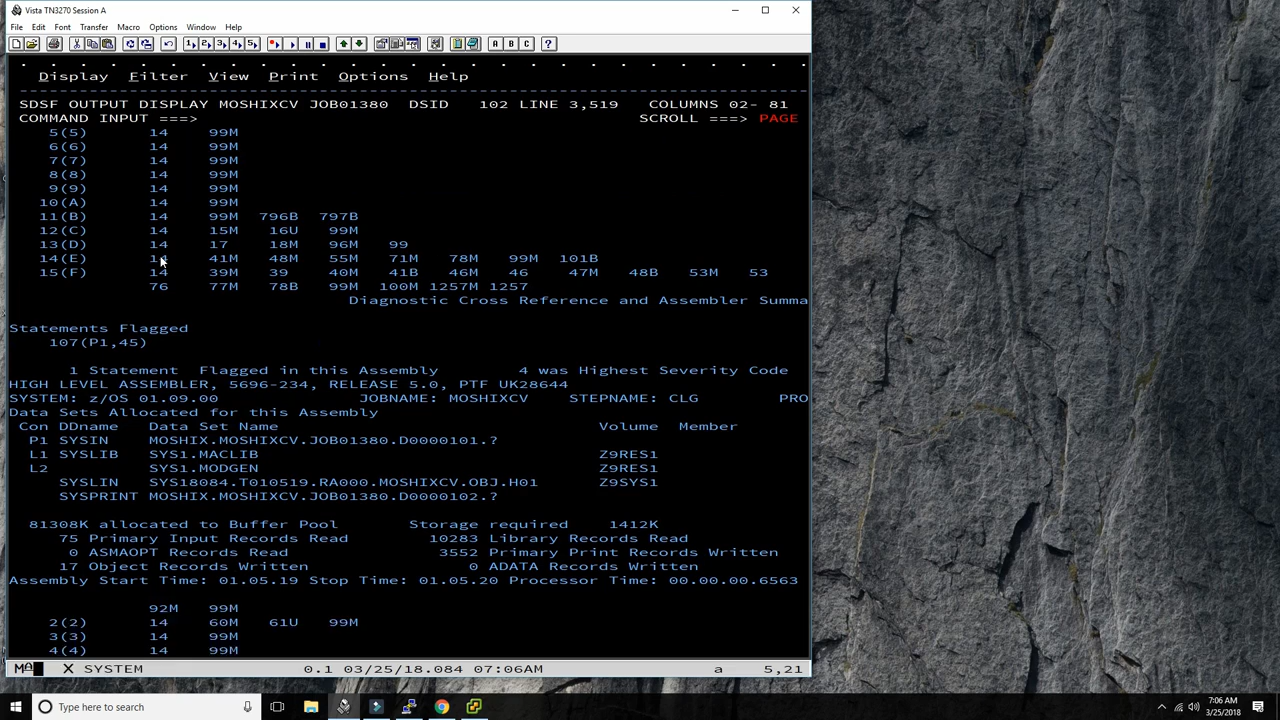 Vista TN3270 Session A
File Edit Font Transfer Macro Options Window Help
1 2 3 4 5 A B C ?
Display Filter View Print Options Help
SDSF OUTPUT DISPLAY MOSHIXCV JOB01380 DSID 102 LINE 3,519 COLUMNS 02- 81
COMMAND INPUT ===> SCROLL ===> PAGE
5(5) 14 99M
6(6) 14 99M
7(7) 14 99M
8(8) 14 99M
9(9) 14 99M
10(A) 14 99M
11(B) 14 99M 796B 797B
12(C) 14 15M 16U 99M
13(D) 14 17 18M 96M 99
14(E) 14 41M 48M 55M 71M 78M 99M 101B
15(F) 14 39M 39 40M 41B 46M 46 47M 48B 53M 53
76 77M 78B 99M 100M 1257M 1257
Diagnostic Cross Reference and Assembler Summa
Statements Flagged
107(P1,45)
1 Statement Flagged in this Assembly 4 was Highest Severity Code
HIGH LEVEL ASSEMBLER, 5696-234, RELEASE 5.0, PTF UK28644
SYSTEM: z/OS 01.09.00 JOBNAME: MOSHIXCV STEPNAME: CLG PRO
Data Sets Allocated for this Assembly
Con DDname Data Set Name Volume Member
P1 SYSIN MOSHIX.MOSHIXCV.JOB01380.D0000101.?
L1 SYSLIB SYS1.MACLIB Z9RES1
L2 SYS1.MODGEN Z9RES1
SYSLIN SYS18084.T010519.RA000.MOSHIXCV.OBJ.H01 Z9SYS1
SYSPRINT MOSHIX.MOSHIXCV.JOB01380.D0000102.?
81308K allocated to Buffer Pool Storage required 1412K
75 Primary Input Records Read 10283 Library Records Read
0 ASMAOPT Records Read 3552 Primary Print Records Written
17 Object Records Written 0 ADATA Records Written
Assembly Start Time: 01.05.19 Stop Time: 01.05.20 Processor Time: 00.00.00.6563
92M 99M
2(2) 14 60M 61U 99M
3(3) 14 99M
4(4) 14 99M
MA X SYSTEM 0.1 03/25/18.084 07:06AM a 5,21
Type here to search
7:06 AM
3/25/2018